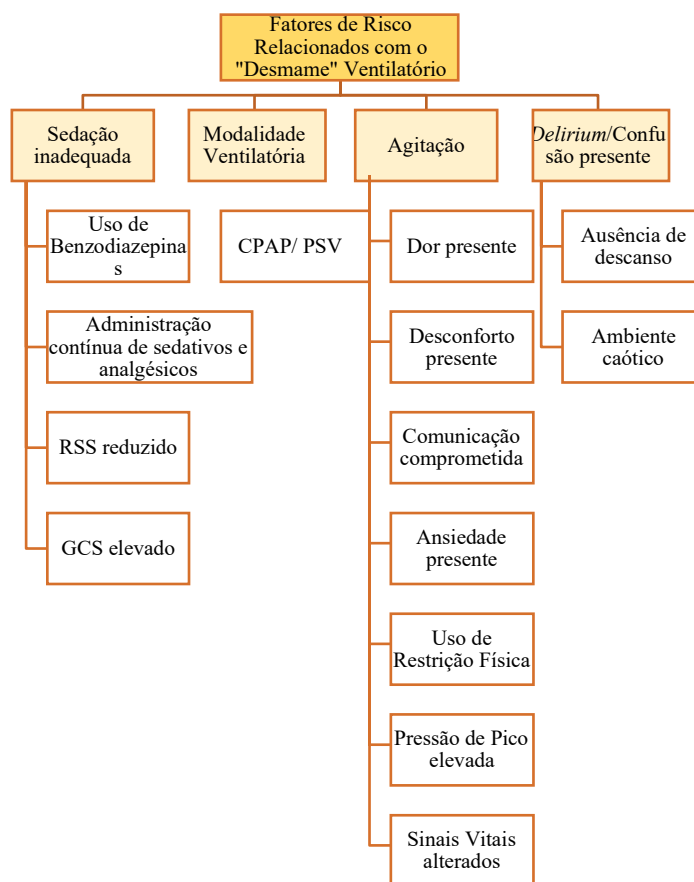 Fatores de Risco
Relacionados com o
"Desmame" Ventilatório
Sedação
inadequada
Uso de
Benzodiazepina
s
Administração
contínua de sedativos e
analgésicos
RSS reduzido
GCS elevado
Modalidade
Ventilatória
CPAP/ PSV
Agitação
Dor presente
Desconforto
presente
Comunicação
comprometida
Ansiedade
presente
Uso de
Restrição Física
Pressão de Pico
elevada
Sinais Vitais
alterados
Delirium/Confu
são presente
Ausência de
descanso
Ambiente
caótico